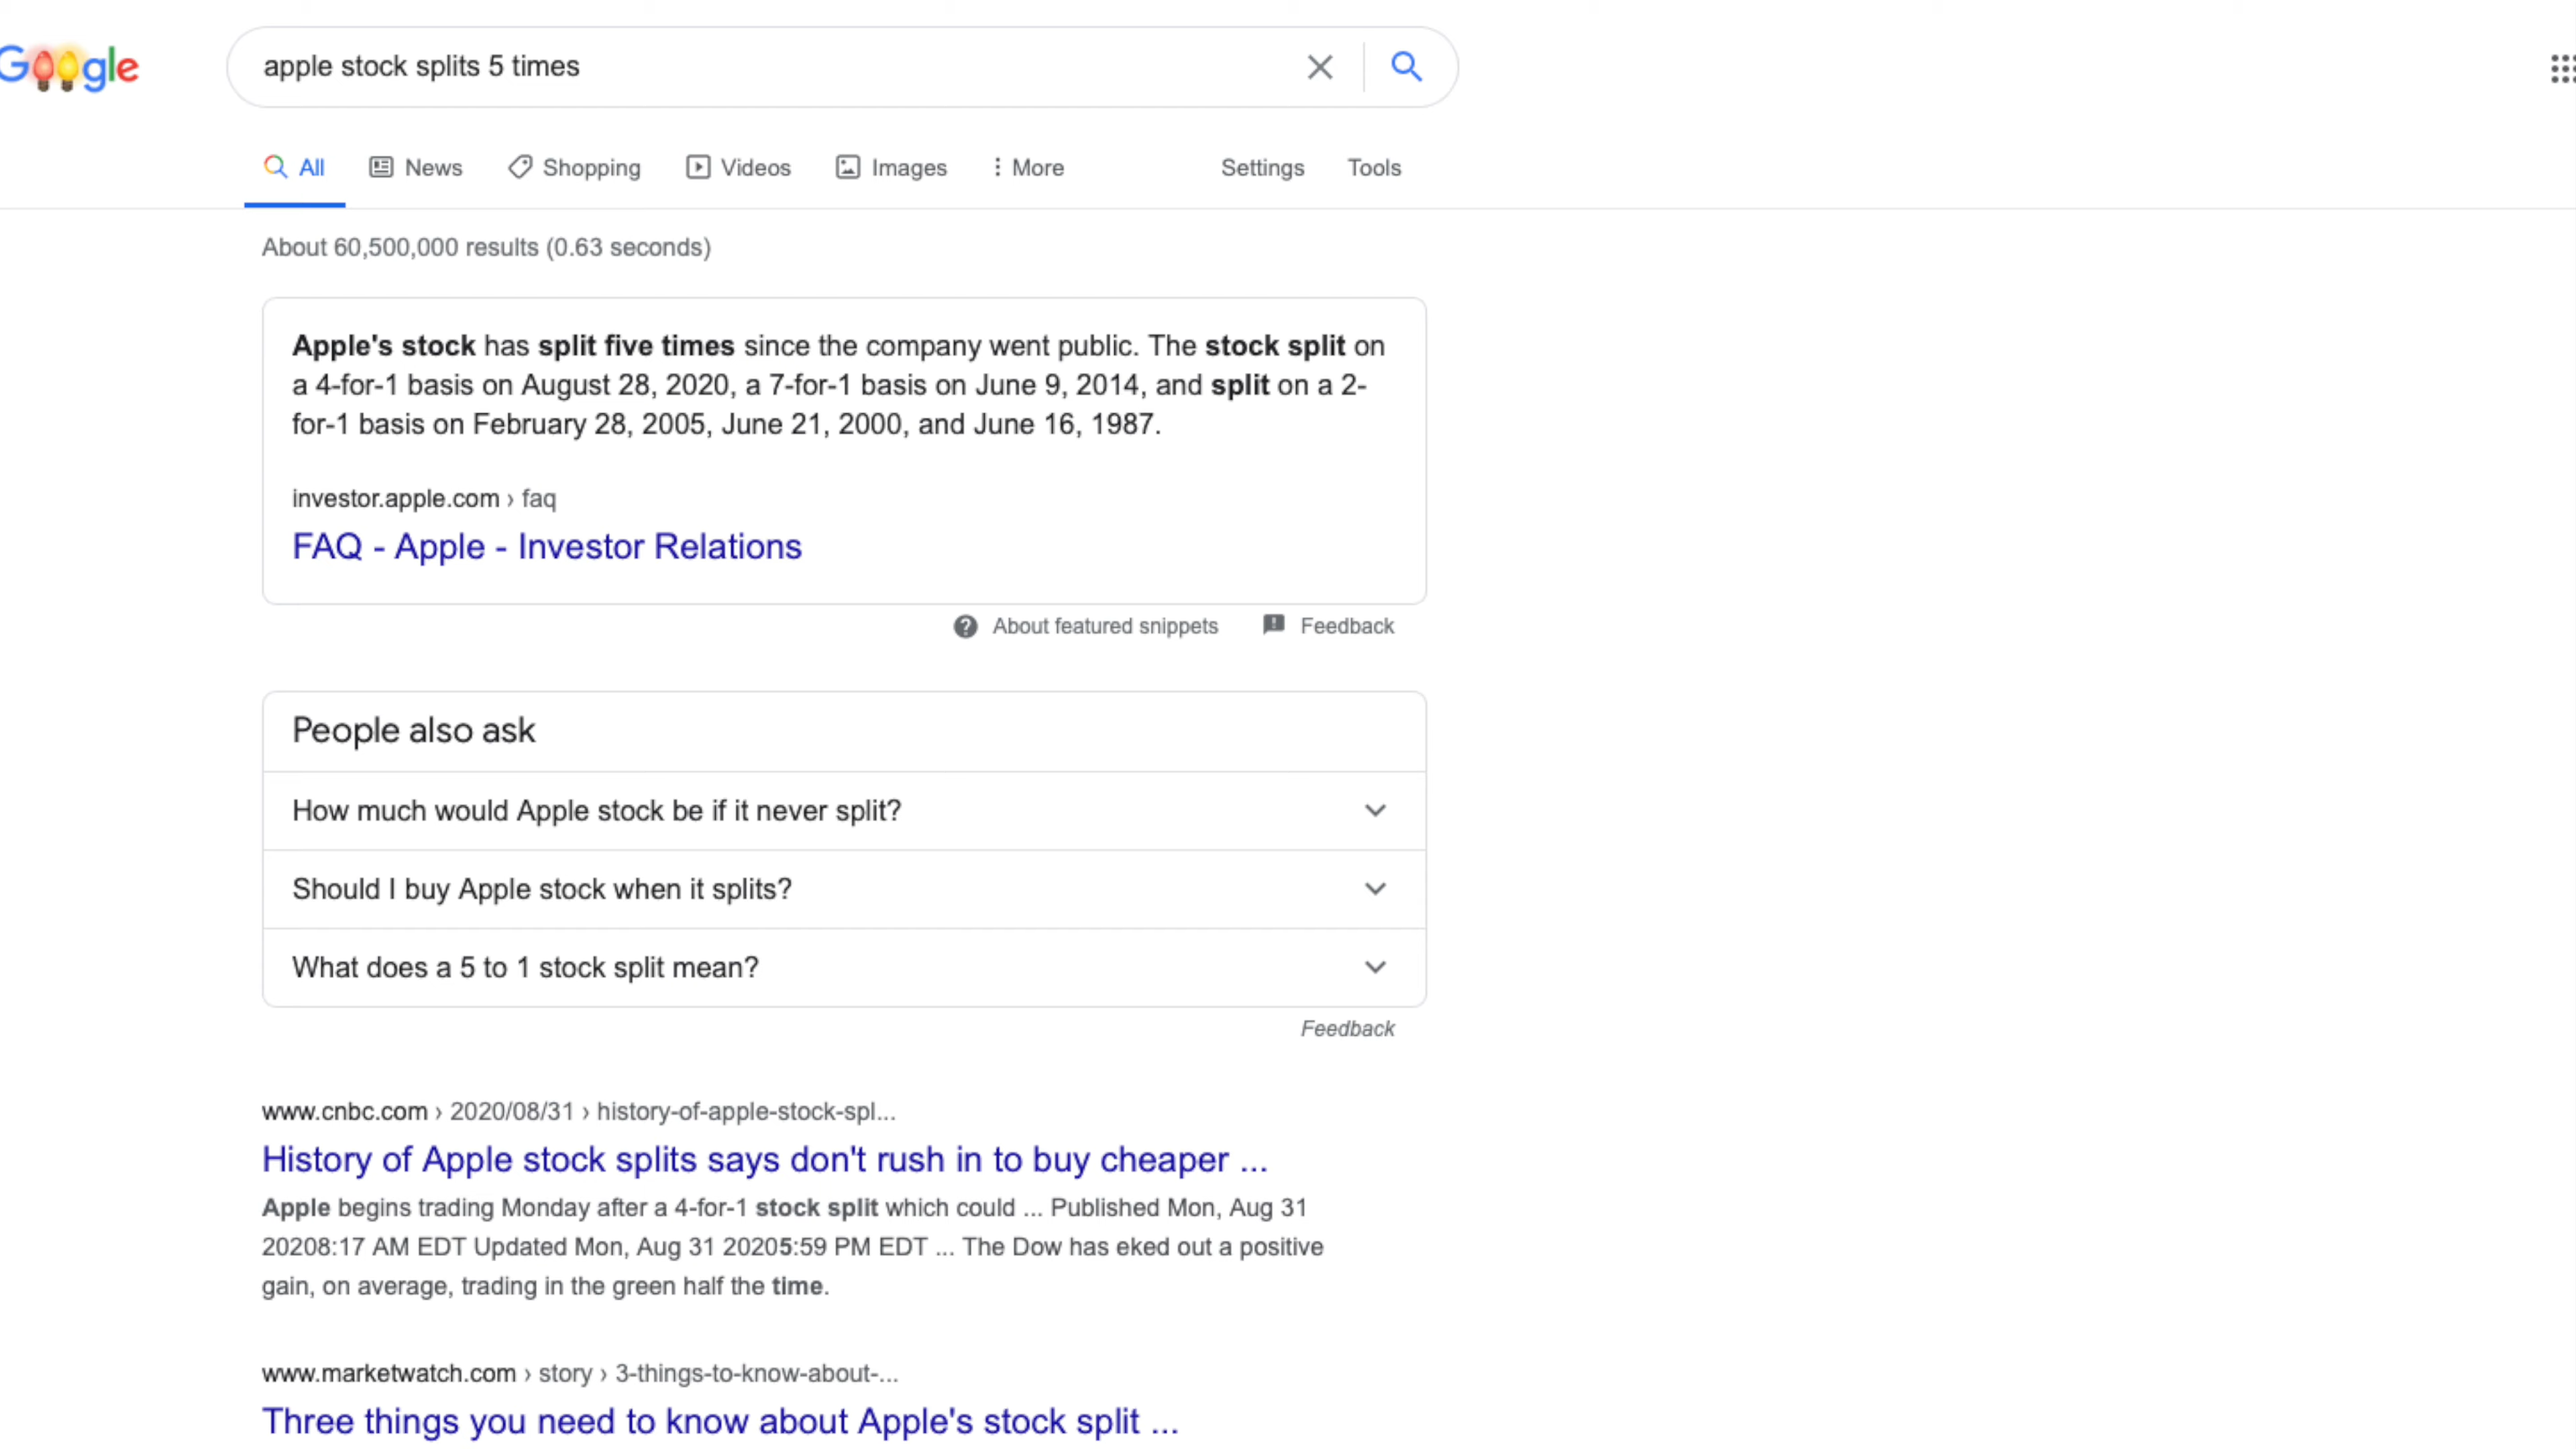 Google
apple stock splits 5 times
All News Shopping Videos Images More Settings Tools
About 60,500,000 results (0.63 seconds)
Apple's stock has split five times since the company went public. The stock split on
a 4-for-1 basis on August 28, 2020, a 7-for-1 basis on June 9, 2014, and split on a 2-
for-1 basis on February 28, 2005, June 21, 2000, and June 16, 1987.
investor.apple.com › faq
FAQ - Apple - Investor Relations
About featured snippets Feedback
People also ask
How much would Apple stock be if it never split?
Should I buy Apple stock when it splits?
What does a 5 to 1 stock split mean?
Feedback
www.cnbc.com › 2020/08/31 › history-of-apple-stock-spl...
History of Apple stock splits says don't rush in to buy cheaper ...
Apple begins trading Monday after a 4-for-1 stock split which could ... Published Mon, Aug 31
20208:17 AM EDT Updated Mon, Aug 31 20205:59 PM EDT ... The Dow has eked out a positive
gain, on average, trading in the green half the time.
www.marketwatch.com › story › 3-things-to-know-about-...
Three things you need to know about Apple's stock split ...